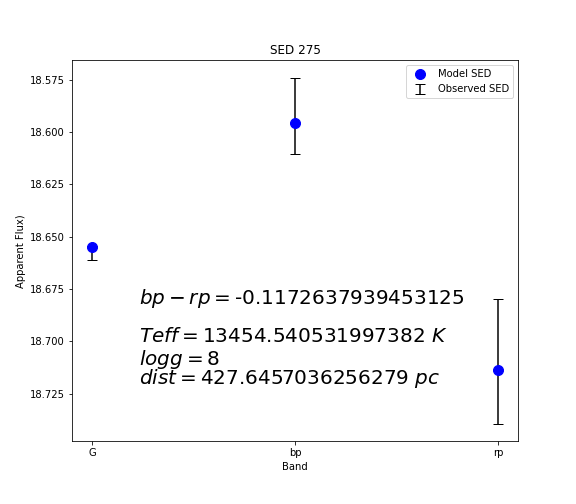 SED 275
Model SED
Observed SED
18.575
18.600
18.625
18.650
18.675
18.700
18.725
Apparent Flux)
bp − rp = -0.1172637939453125
Teff = 13454.540531997382 K
logg = 8
dist = 427.6457036256279 pc
G
bp
rp
Band